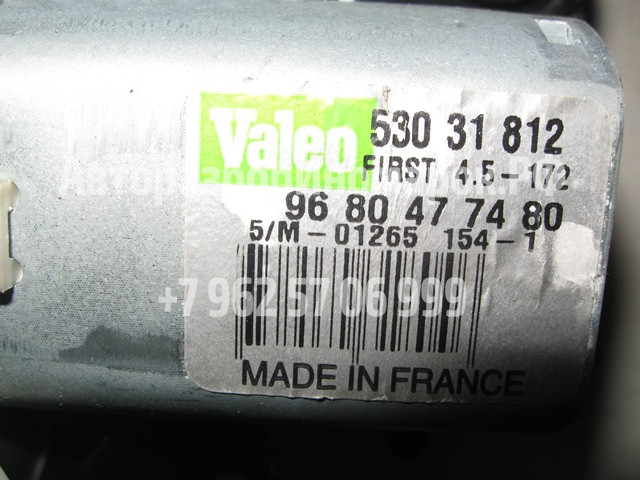 Valeo 530 31 812
FIRST 4.5-172
96 80 47 74 80
5/M-01265 154-1
+7 962 57 06 999
MADE IN FRANCE